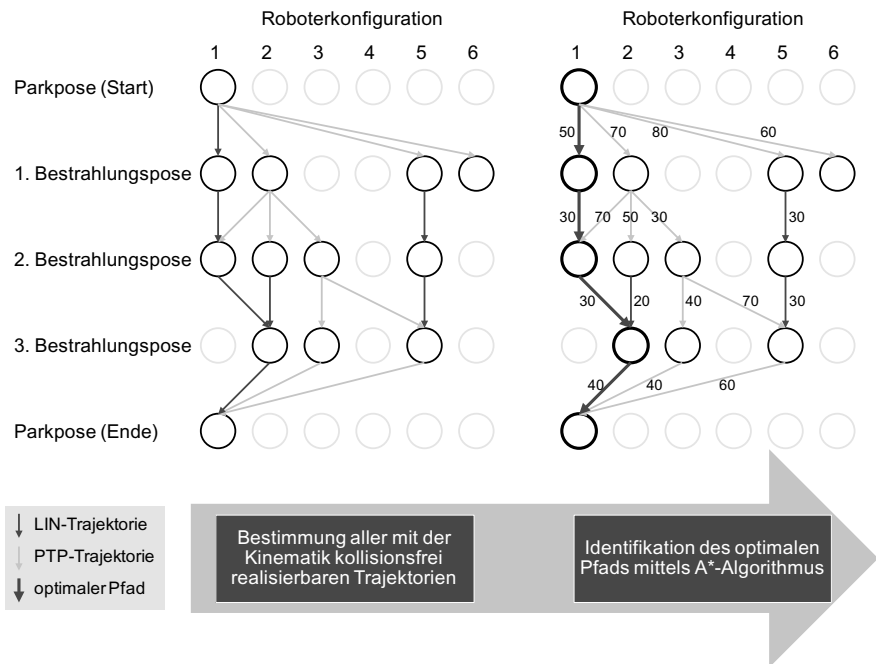 Roboterkonfiguration
1 2 3 4 5 6
Roboterkonfiguration
1 2 3 4 5 6
Parkpose (Start)
50 70 80 60
1. Bestrahlungspose
30 70 50 30 30
2. Bestrahlungspose
30 20 40 70 30
3. Bestrahlungspose
40 40 60
Parkpose (Ende)
LIN-Trajektorie
PTP-Trajektorie
optimaler Pfad
Bestimmung aller mit der
Kinematik kollisionsfrei
realisierbaren Trajektorien
Identifikation des optimalen
Pfads mittels A*-Algorithmus